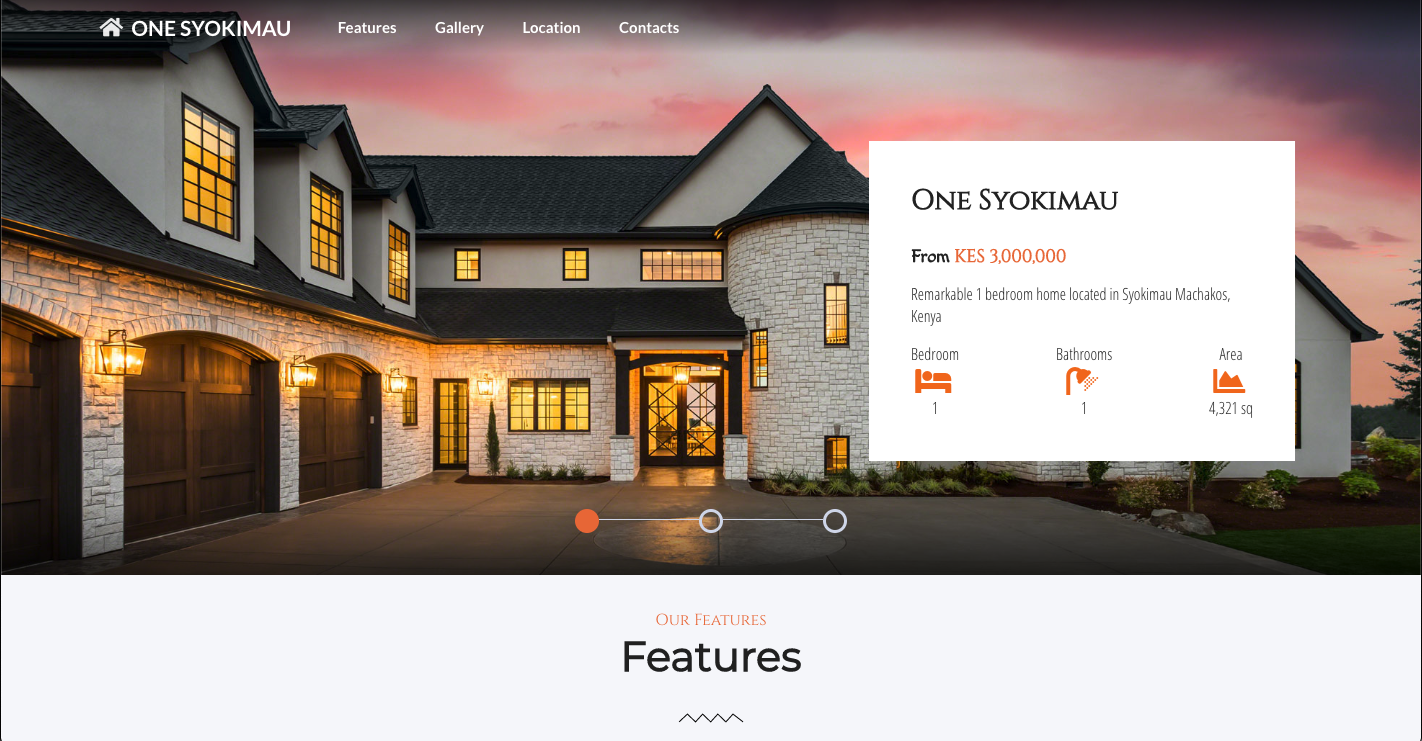 ONE SYOKIMAU
Features Gallery Location Contacts
One Syokimau
From KES 3,000,000
Remarkable 1 bedroom home located in Syokimau Machakos,
Kenya
Bedroom Bathrooms Area
1 1 4,321 sq
Our Features
Features